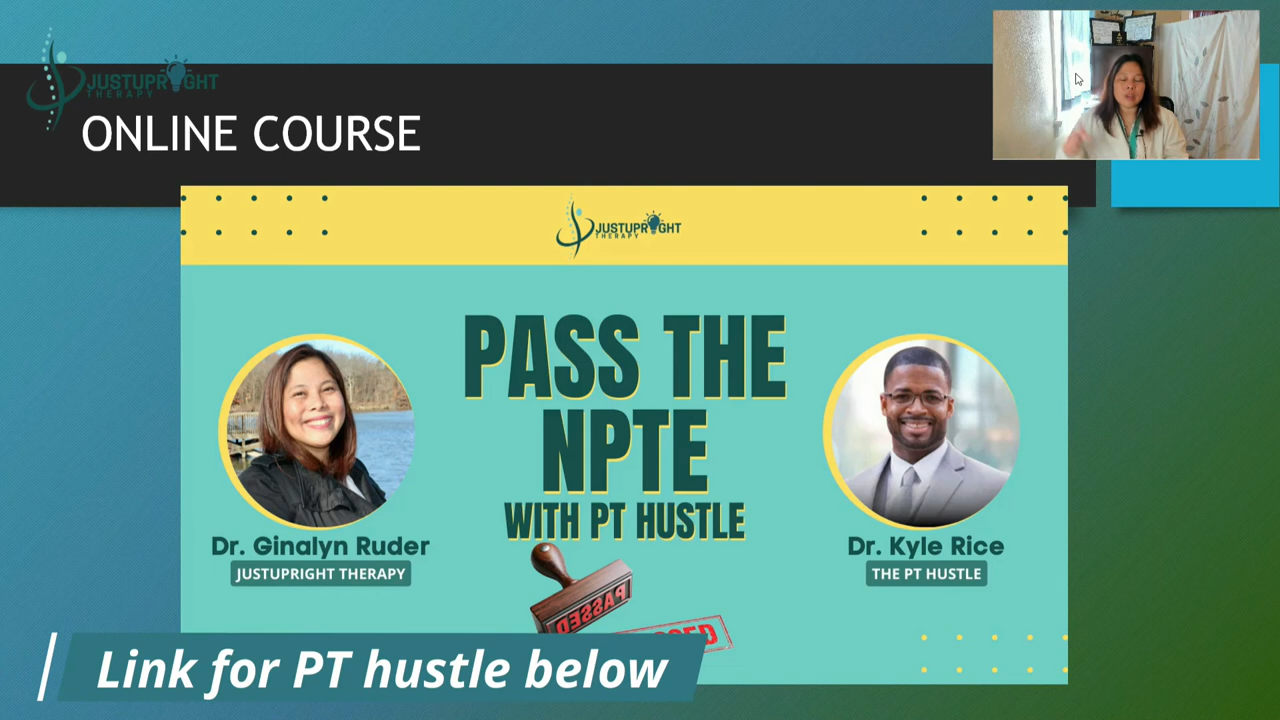 JUSTUPRIGHT
THERAPY
ONLINE COURSE
JUSTUPRIGHT
THERAPY
PASS THE
NPTE
WITH PT HUSTLE
Dr. Ginalyn Ruder
JUSTUPRIGHT THERAPY
Dr. Kyle Rice
THE PT HUSTLE
PASSED
Link for PT hustle below